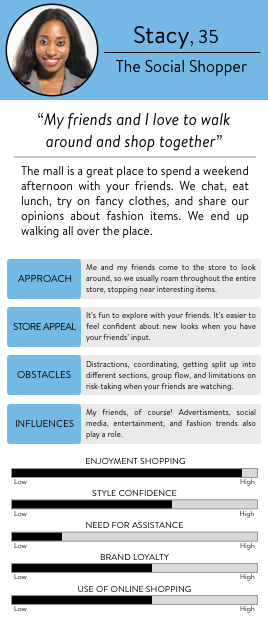 Stacy, 35
The Social Shopper
“My friends and I love to walk
around and shop together”
The mall is a great place to spend a weekend
afternoon with your friends. We chat, eat
lunch, try on fancy clothes, and share our
opinions about fashion items. We end up
walking all over the place.
APPROACH
Me and my friends come to the store to look
around, so we usually roam throughout the entire
store, stopping near interesting items.
STORE APPEAL
It's fun to explore with your friends. It's easier to
feel confident about new looks when you have
your friends' input.
OBSTACLES
Distractions, coordinating, getting split up into
different sections, group flow, and limitations on
risk-taking when your friends are watching.
INFLUENCES
My friends, of course! Advertisments, social
media, entertainment, and fashion trends also
play a role.
ENJOYMENT SHOPPING
Low High
STYLE CONFIDENCE
Low High
NEED FOR ASSISTANCE
Low High
BRAND LOYALTY
Low High
USE OF ONLINE SHOPPING
Low High